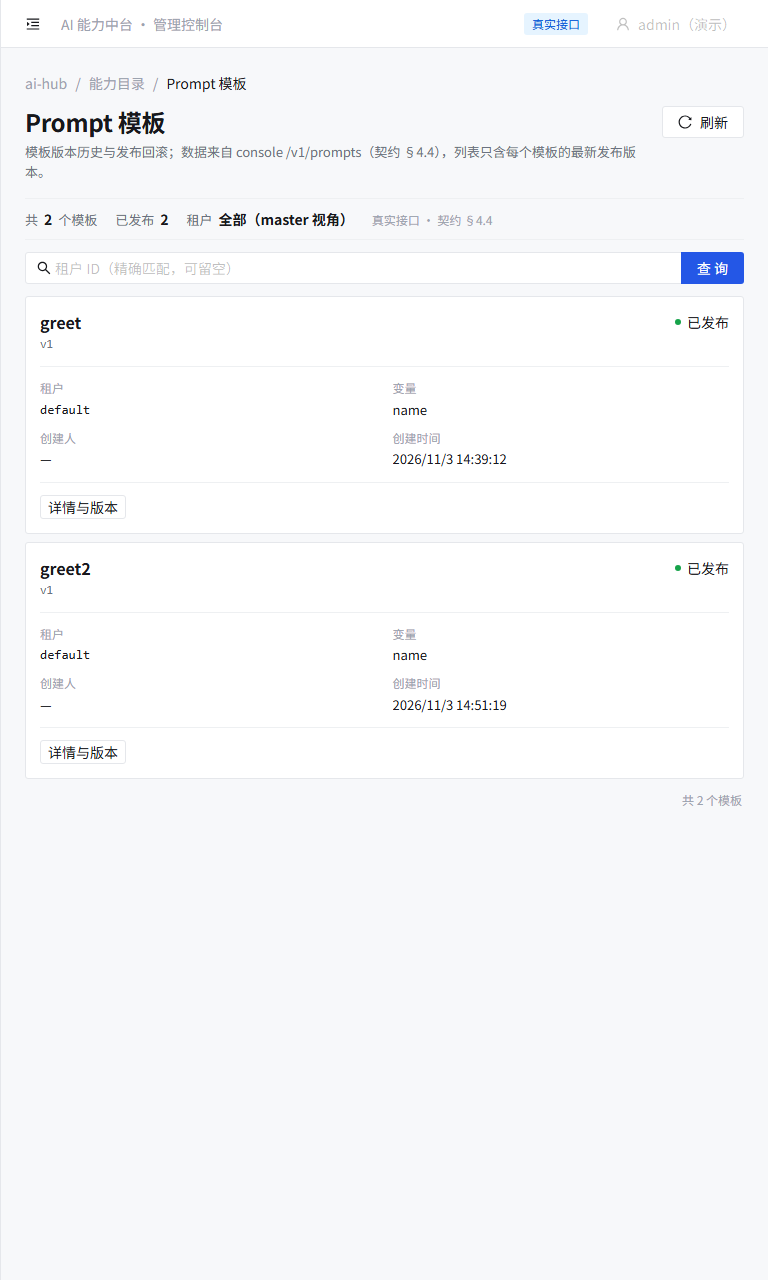 AI 能力中台 · 管理控制台 真实接口 admin（演示）
ai-hub / 能力目录 / Prompt 模板
Prompt 模板 刷新
模板版本历史与发布回滚；数据来自 console /v1/prompts（契约 §4.4），列表只含每个模板的最新发布版
本。
共 2 个模板 已发布 2 租户 全部（master 视角） 真实接口 · 契约 §4.4
租户 ID（精确匹配，可留空） 查 询
greet 已发布
v1
租户 变量
default name
创建人 创建时间
— 2026/11/3 14:39:12
详情与版本
greet2 已发布
v1
租户 变量
default name
创建人 创建时间
— 2026/11/3 14:51:19
详情与版本
共 2 个模板